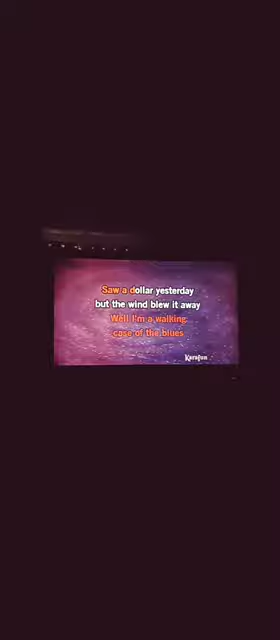 Saw a dollar yesterday
but the wind blew it away
Well I'm a walking
case of the blues
Karafun